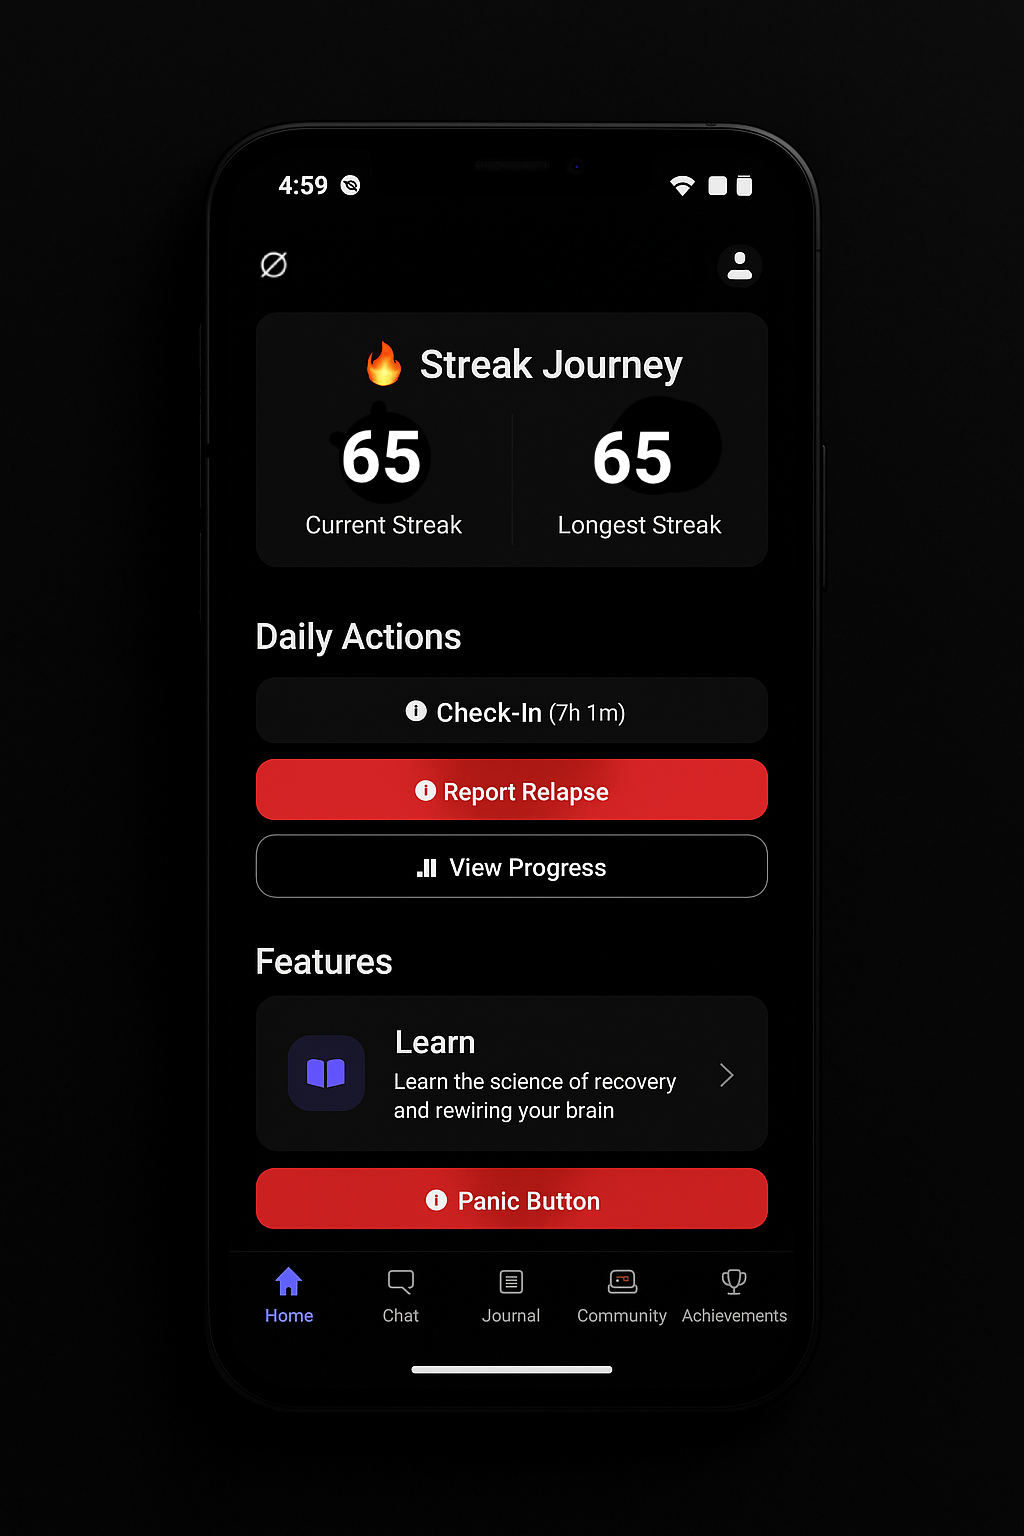 4:59
🔥 Streak Journey
65
65
Current Streak
Longest Streak
Daily Actions
Check-In (7h 1m)
Report Relapse
View Progress
Features
Learn
Learn the science of recovery
and rewiring your brain
Panic Button
Home
Chat
Journal
Community
Achievements